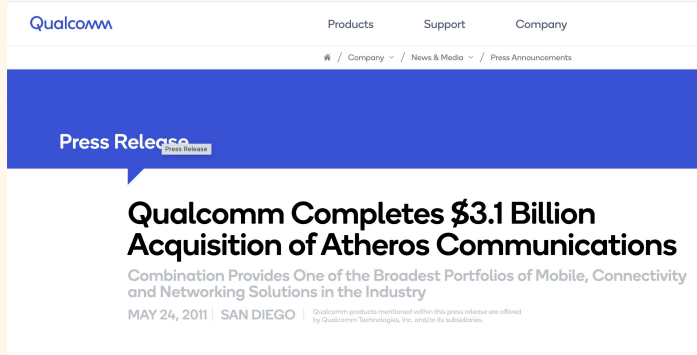 Qualcomm
Products Support Company
/ Company / News & Media / Press Announcements
Press Release
Press Release
Qualcomm Completes $3.1 Billion
Acquisition of Atheros Communications
Combination Provides One of the Broadest Portfolios of Mobile, Connectivity
and Networking Solutions in the Industry
MAY 24, 2011 | SAN DIEGO | Qualcomm products mentioned within this press release are offered
by Qualcomm Technologies, Inc. and/or its subsidiaries.